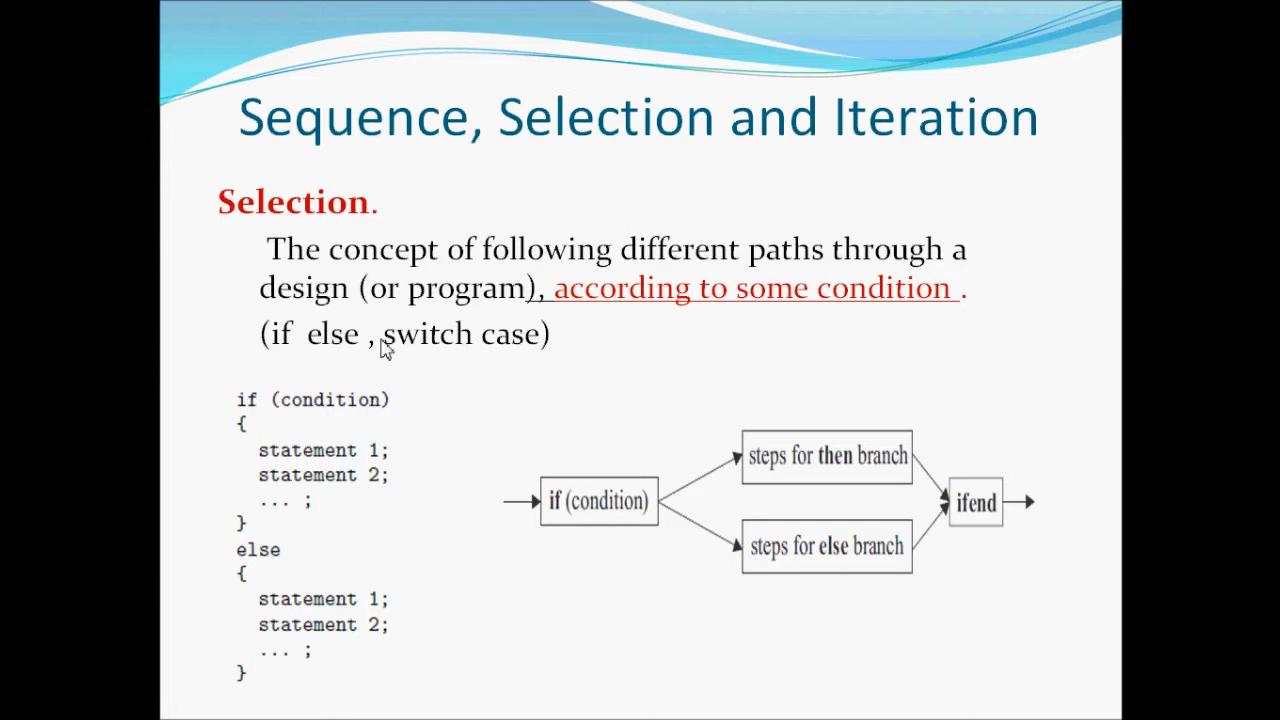 Sequence, Selection and Iteration
Selection.
The concept of following different paths through a
design (or program), according to some condition .
(if else , switch case)
if (condition)
{
statement 1;
statement 2;
... ;
}
else
{
statement 1;
statement 2;
... ;
}
if (condition)
steps for then branch
steps for else branch
ifend